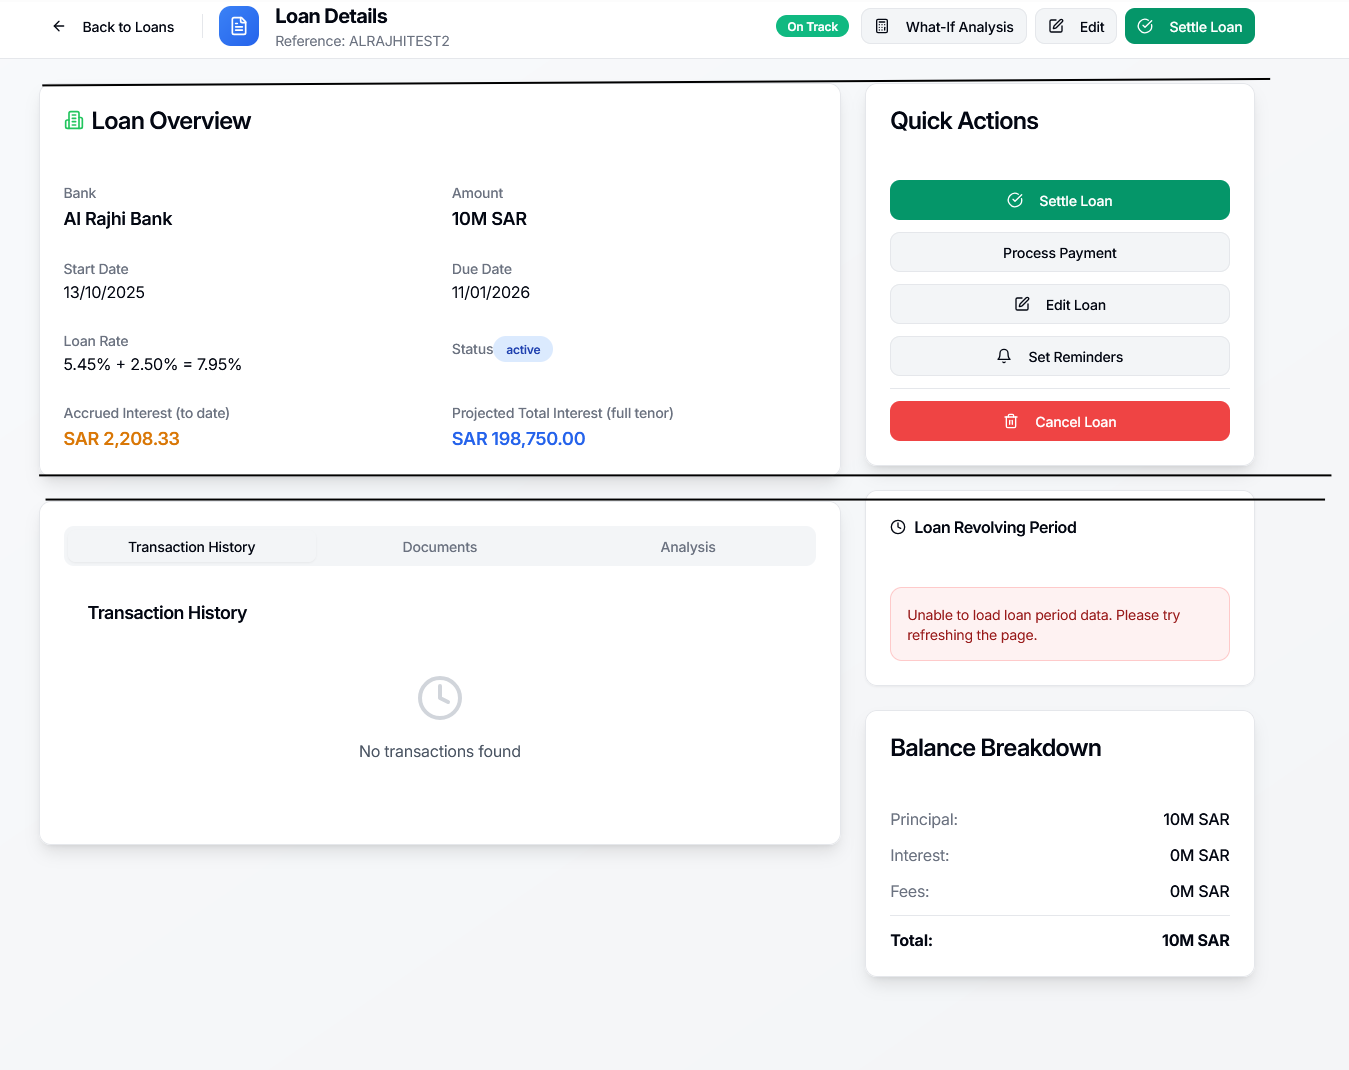 Back to Loans
Loan Details
Reference: ALRAJHITEST2
On Track
What-If Analysis
Edit
Settle Loan
Loan Overview
Bank
Al Rajhi Bank
Amount
10M SAR
Start Date
13/10/2025
Due Date
11/01/2026
Loan Rate
5.45% + 2.50% = 7.95%
Status active
Accrued Interest (to date)
SAR 2,208.33
Projected Total Interest (full tenor)
SAR 198,750.00
Quick Actions
Settle Loan
Process Payment
Edit Loan
Set Reminders
Cancel Loan
Transaction History
Documents
Analysis
Transaction History
No transactions found
Loan Revolving Period
Unable to load loan period data. Please try
refreshing the page.
Balance Breakdown
Principal: 10M SAR
Interest: 0M SAR
Fees: 0M SAR
Total: 10M SAR